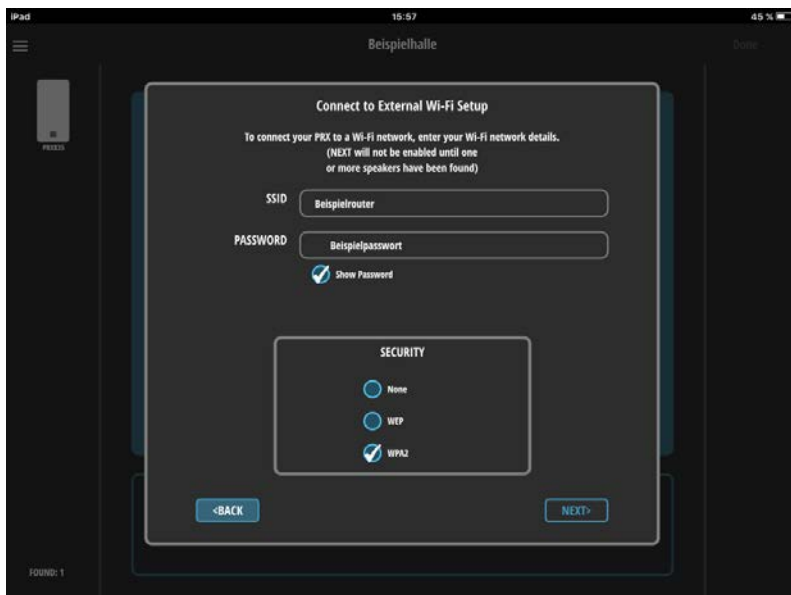 iPad
15:57
45 %
Beispielhalle
Done
Connect to External Wi-Fi Setup
To connect your PRX to a Wi-Fi network, enter your Wi-Fi network details.
(NEXT will not be enabled until one
or more speakers have been found)
SSID
Beispielrouter
PASSWORD
Beispielpasswort
Show Password
SECURITY
None
WEP
WPA2
<BACK
NEXT>
FOUND: 1